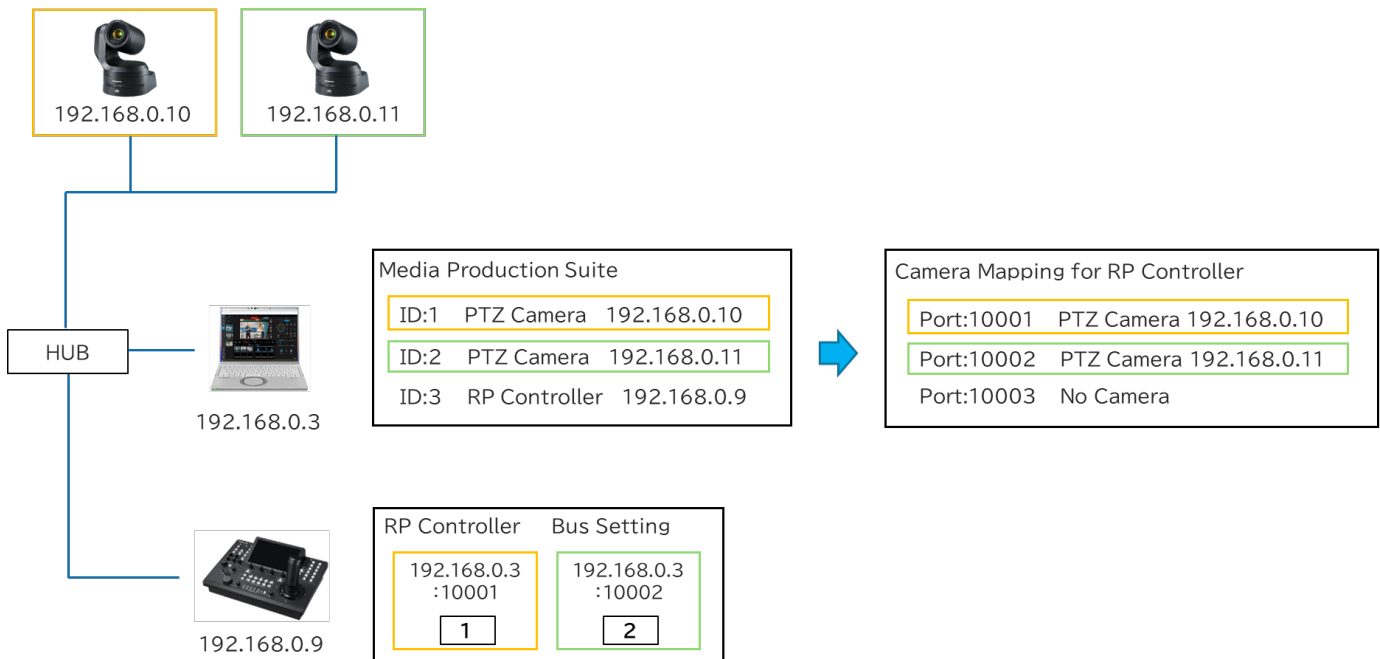 192.168.0.10
192.168.0.11
HUB
192.168.0.3
Media Production Suite
ID:1 PTZ Camera 192.168.0.10
ID:2 PTZ Camera 192.168.0.11
ID:3 RP Controller 192.168.0.9
Camera Mapping for RP Controller
Port:10001 PTZ Camera 192.168.0.10
Port:10002 PTZ Camera 192.168.0.11
Port:10003 No Camera
192.168.0.9
RP Controller Bus Setting
192.168.0.3
:10001
1
192.168.0.3
:10002
2